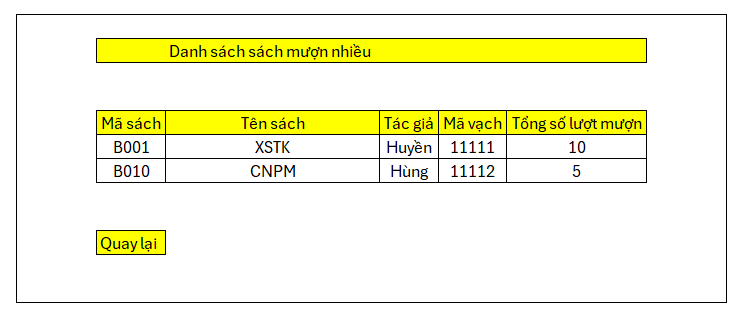 Danh sách sách mượn nhiều
Mã sách Tên sách Tác giả Mã vạch Tổng số lượt mượn
B001 XSTK Huyền 11111 10
B010 CNPM Hùng 11112 5
Quay lại